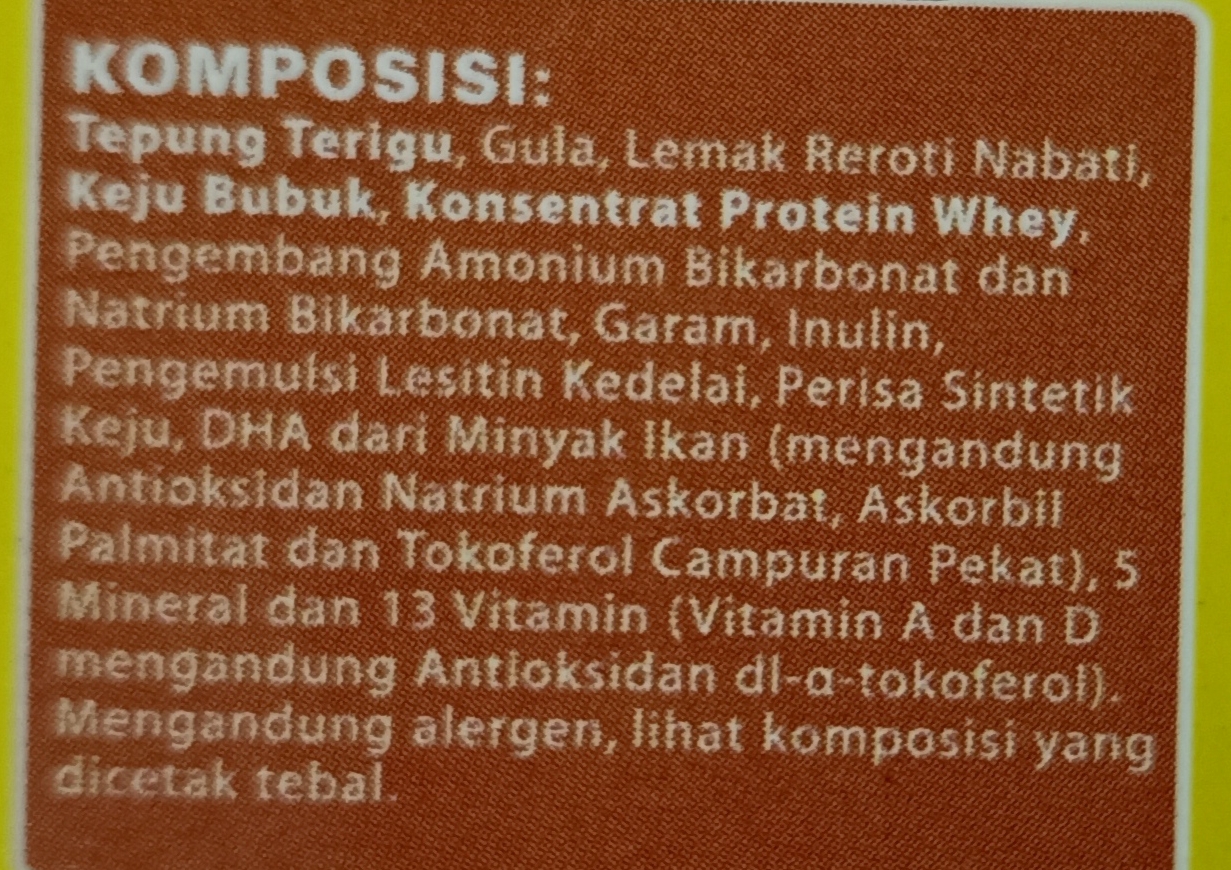 KOMPOSISI:
Tepung Terigu, Gula, Lemak Reroti Nabati,
Keju Bubuk, Konsentrat Protein Whey,
Pengembang Amonium Bikarbonat dan
Natrium Bikarbonat, Garam, Inulin,
Pengemulsi Lesitin Kedelai, Perisa Sintetik
Keju, DHA dari Minyak Ikan (mengandung
Antioksidan Natrium Askorbat, Askorbil
Palmitat dan Tokoferol Campuran Pekat), 5
Mineral dan 13 Vitamin (Vitamin A dan D
mengandung Antioksidan dl-α-tokoferol).
Mengandung alergen, lihat komposisi yang
dicetak tebal.